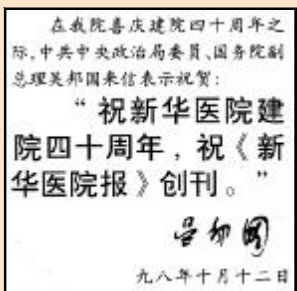 在我院喜庆建院四十周年之
际,中共中央政治局委员、国务院副
总理吴邦国来信表示祝贺:
“祝新华医院建
院四十周年，祝《新
华医院报》创刊。”
吴邦国
九八年十月十二日